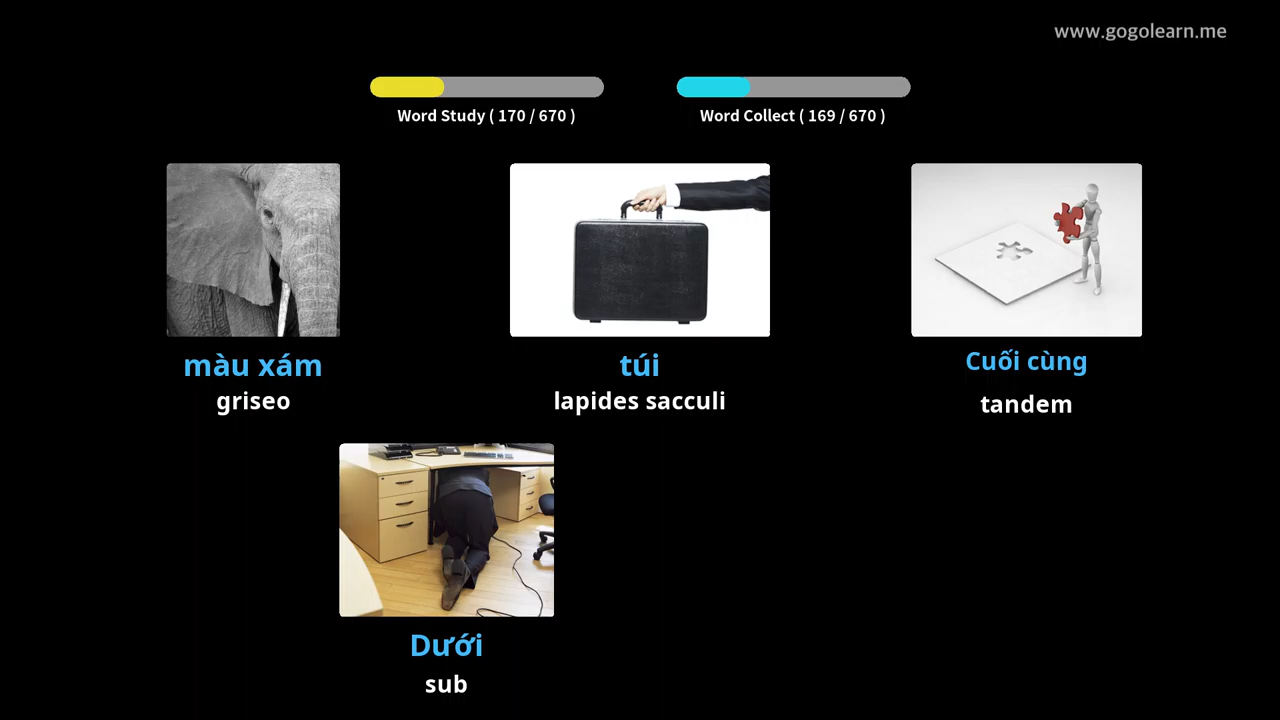 www.gogolearn.me
Word Study ( 170 / 670 )
Word Collect ( 169 / 670 )
màu xám
griseo
túi
lapides sacculi
Cuối cùng
tandem
Dưới
sub